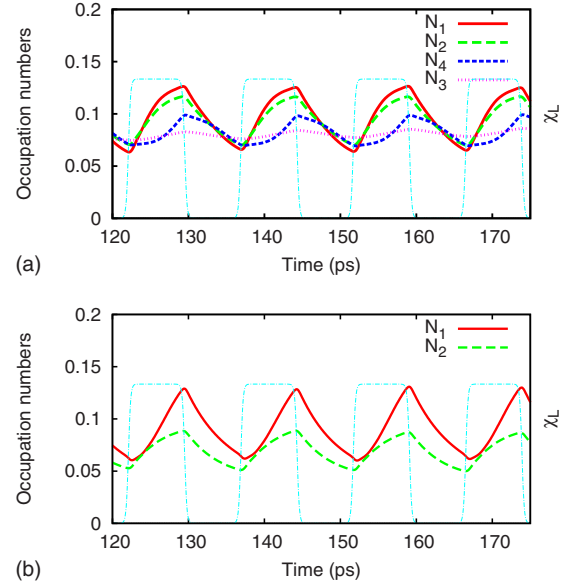 0.2
0.15
0.1
0.05
0
Occupation numbers
N1
N2
N4
N3
χL
120
130
140
150
160
170
Time (ps)
(a)
0.2
0.15
0.1
0.05
0
Occupation numbers
N1
N2
χL
120
130
140
150
160
170
Time (ps)
(b)